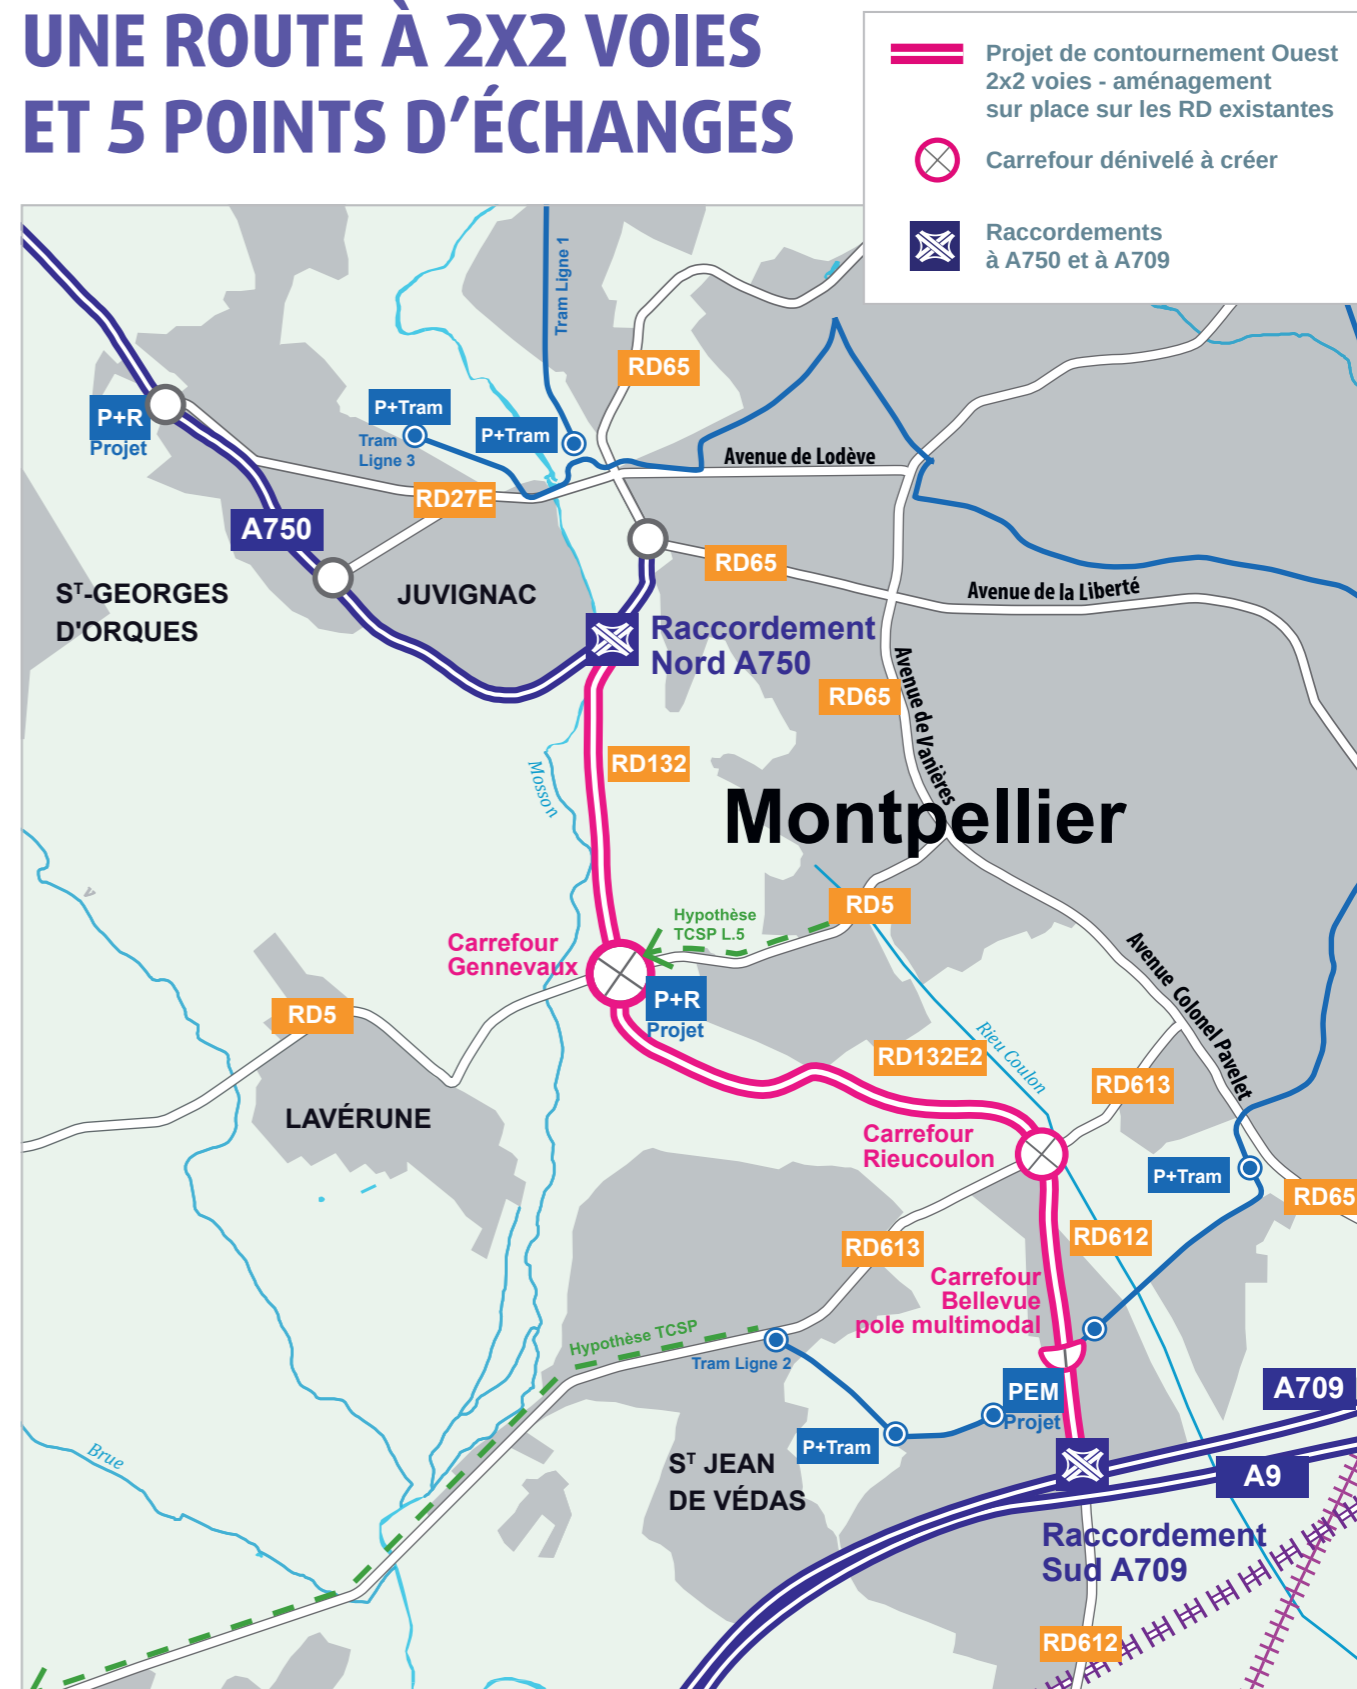 UNE ROUTE À 2X2 VOIES
ET 5 POINTS D'ÉCHANGES
Projet de contournement Ouest
2x2 voies - aménagement
sur place sur les RD existantes
Carrefour dénivelé à créer
Raccordements
à A750 et à A709
Tram Ligne 1
RD65
P+R
Projet
P+Tram
Tram
Ligne 3
P+Tram
Avenue de Lodève
RD27E
A750
RD65
Avenue de la Liberté
ST-GEORGES
D'ORQUES
JUVIGNAC
Raccordement
Nord A750
RD65
Avenue de Vanières
RD132
Mosson
Montpellier
v
RD5
Hypothèse
TCSP L.5
Carrefour
Gennevaux
P+R
Projet
RD5
Avenue Colonel Pavelet
Rieu Coulon
RD132E2
RD613
LAVÉRUNE
Carrefour
Rieucoulon
P+Tram
RD65
RD613
RD612
Carrefour
Bellevue
pole multimodal
Hypothèse TCSP
Tram Ligne 2
PEM
Projet
A709
P+Tram
Brue
ST JEAN
DE VÉDAS
A9
Raccordement
Sud A709
RD612